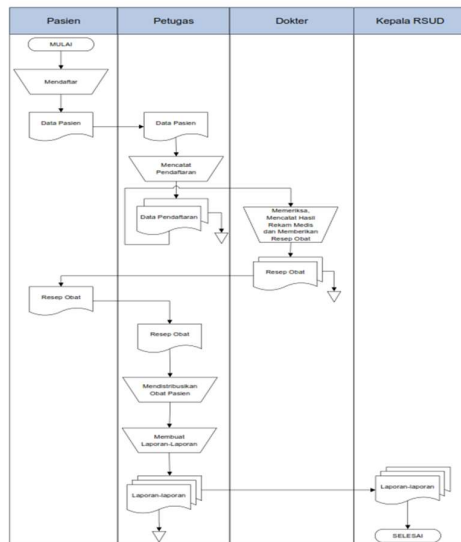 Pasien
Petugas
Dokter
Kepala RSUD
MULAI
Mendaftar
Data Pasien
Data Pasien
Mencatat
Pendaftaran
Data Pendaftaran
Memeriksa,
Mencatat Hasil
Rekam Medis
dan Memberikan
Resep Obat
Resep Obat
Resep Obat
Resep Obat
Mendistribusikan
Obat Pasien
Membuat
Laporan-Laporan
Laporan-laporan
Laporan-laporan
SELESAI